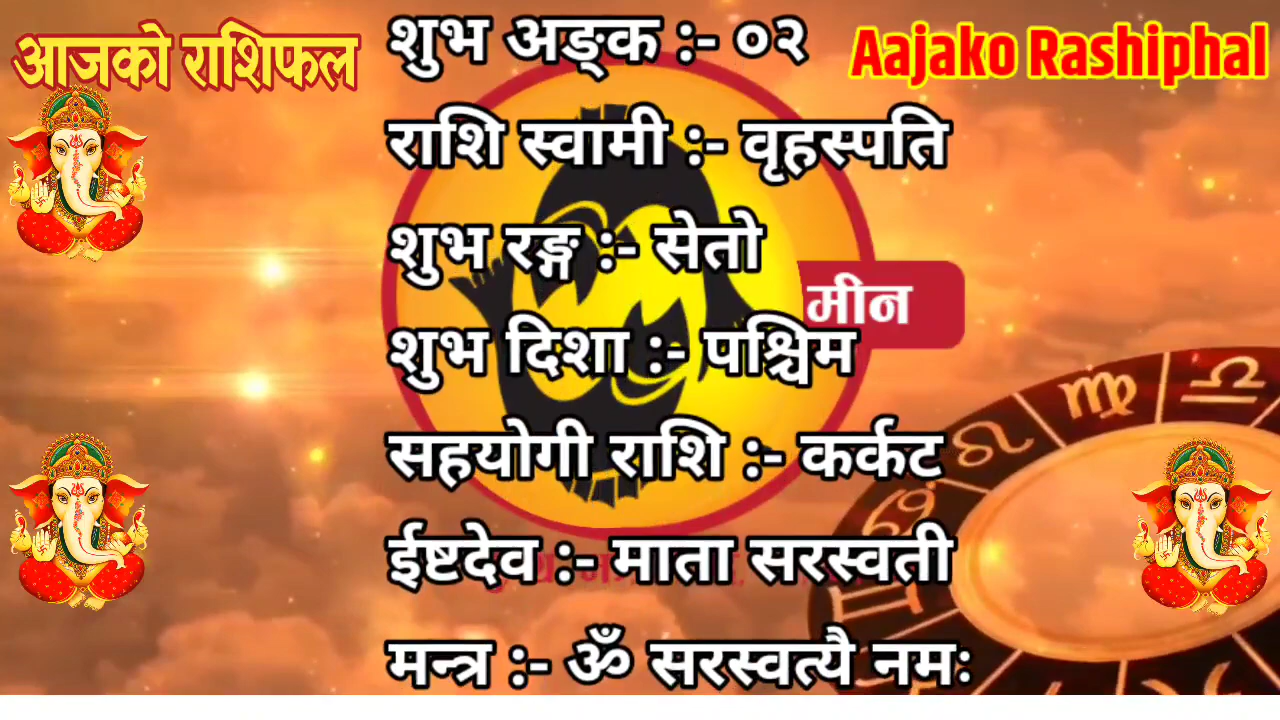 आजको राशिफल
Aajako Rashiphal
शुभ अङ्क :- ०२
राशि स्वामी :- वृहस्पति
शुभ रङ्ग :- सेतो
मीन
शुभ दिशा :- पश्चिम
सहयोगी राशि :- कर्कट
ईष्टदेव :- माता सरस्वती
मन्त्र :- ॐ सरस्वत्यै नमः